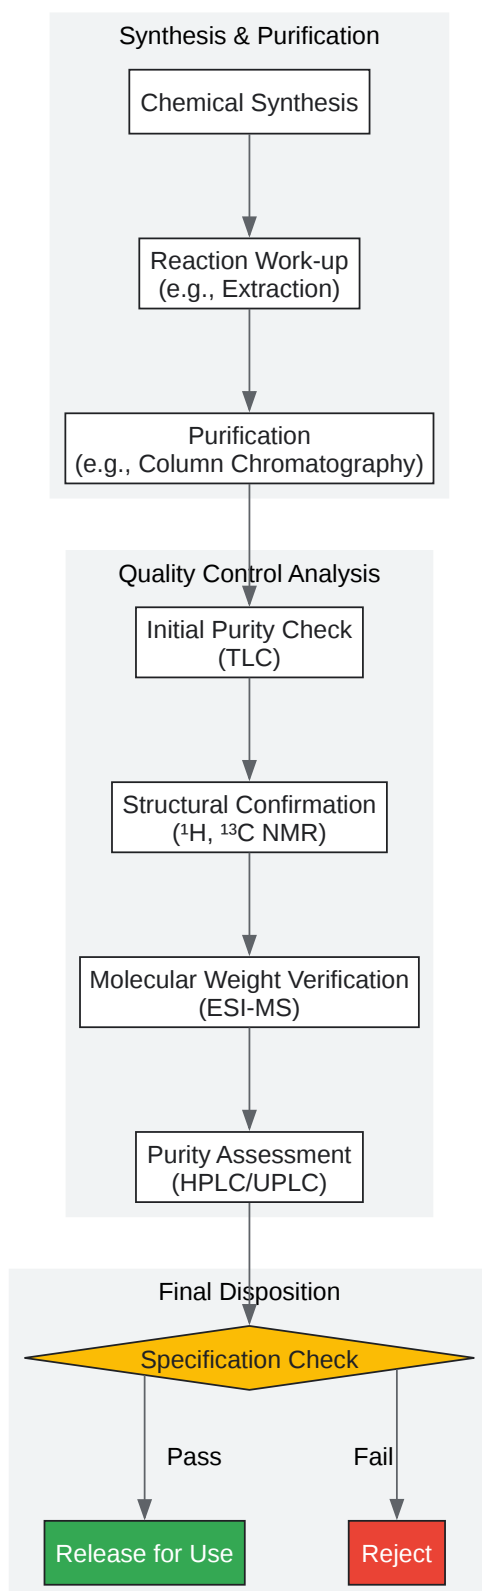 Synthesis & Purification
Chemical Synthesis
Reaction Work-up
(e.g., Extraction)
Purification
(e.g., Column Chromatography)
Quality Control Analysis
Initial Purity Check
(TLC)
Structural Confirmation
(¹H, ¹³C NMR)
Molecular Weight Verification
(ESI-MS)
Purity Assessment
(HPLC/UPLC)
Final Disposition
Specification Check
Pass
Fail
Release for Use
Reject